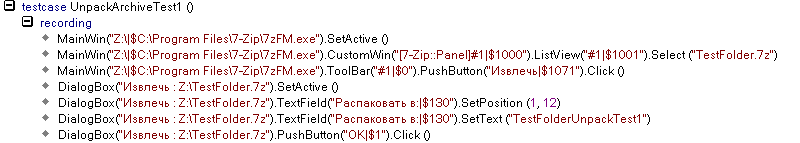 testcase UnpackArchiveTest1 ()
recording
MainWin("Z:\|$C:\Program Files\7-Zip\7zFM.exe").SetActive ()
MainWin("Z:\|$C:\Program Files\7-Zip\7zFM.exe").CustomWin("[7-Zip::Panel]#1|$1000").ListView("#1|$1001").Select ("TestFolder.7z")
MainWin("Z:\|$C:\Program Files\7-Zip\7zFM.exe").ToolBar("#1|$0").PushButton("Извлечь|$1071").Click ()
DialogBox("Извлечь : Z:\TestFolder.7z").SetActive ()
DialogBox("Извлечь : Z:\TestFolder.7z").TextField("Распаковать в:|$130").SetPosition (1, 12)
DialogBox("Извлечь : Z:\TestFolder.7z").TextField("Распаковать в:|$130").SetText ("TestFolderUnpackTest1")
DialogBox("Извлечь : Z:\TestFolder.7z").PushButton("OK|$1").Click ()